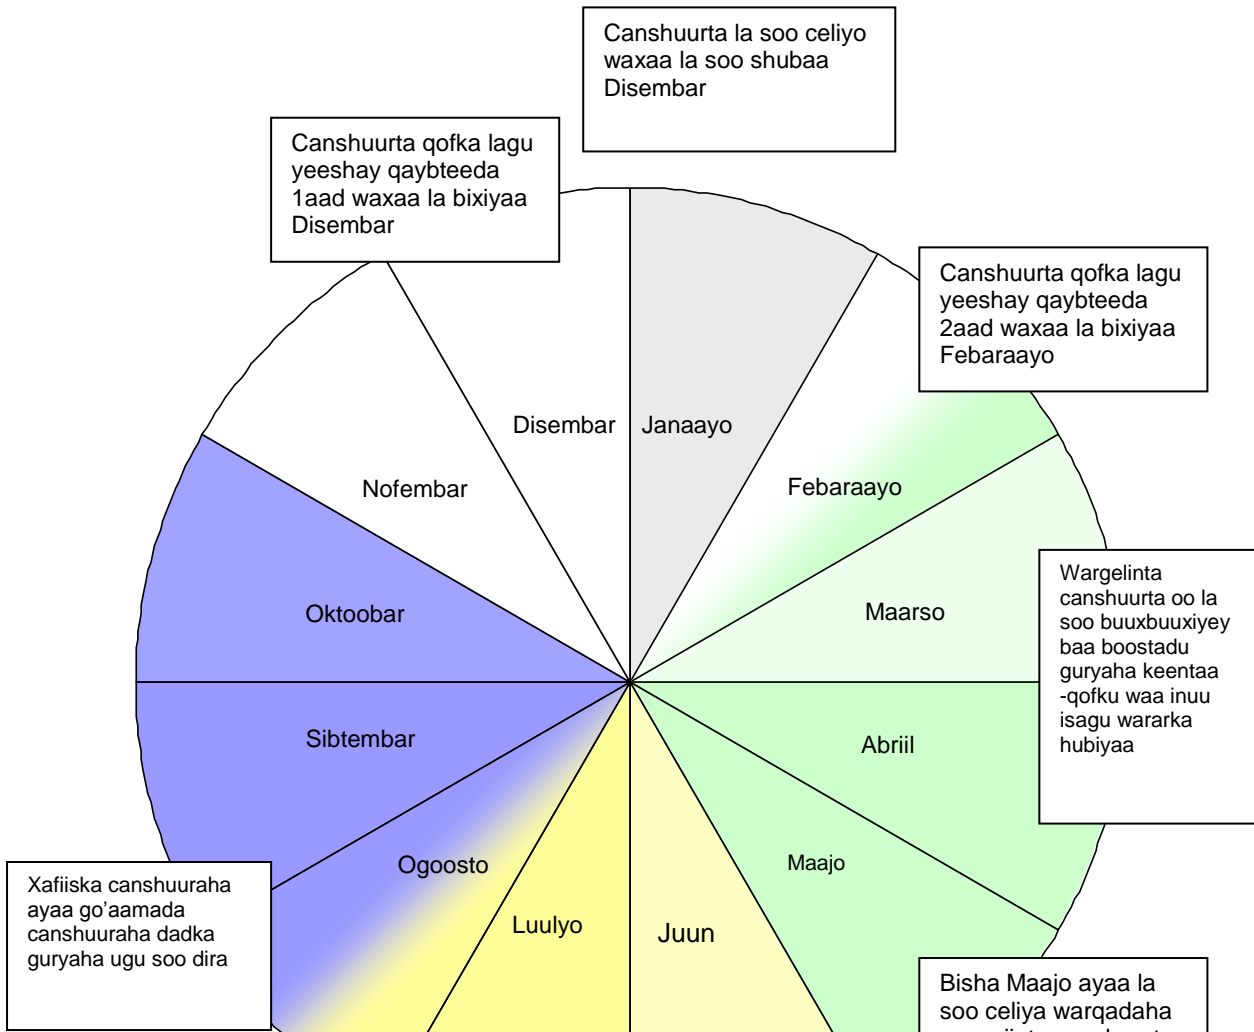 Canshuurta la soo celiyo
waxaa la soo shubaa
Disembar
Canshuurta qofka lagu
yeeshay qaybteeda
1aad waxaa la bixiyaa
Disembar
Canshuurta qofka lagu
yeeshay qaybteeda
2aad waxaa la bixiyaa
Febaraayo
Disembar
Janaayo
Nofembar
Febaraayo
Oktoobar
Maarso
Wargelinta
canshuurta oo la
soo buuxbuuxiyey
baa boostadu
guryaha keentaa
-qofku waa inuu
isagu wararka
hubiyaa
Sibtembar
Abriil
Ogoosto
Maajo
Luulyo
Juun
Xafiiska canshuuraha
ayaa go’aamada
canshuuraha dadka
guryaha ugu soo dira
Bisha Maajo ayaa la
soo celiya warqadaha